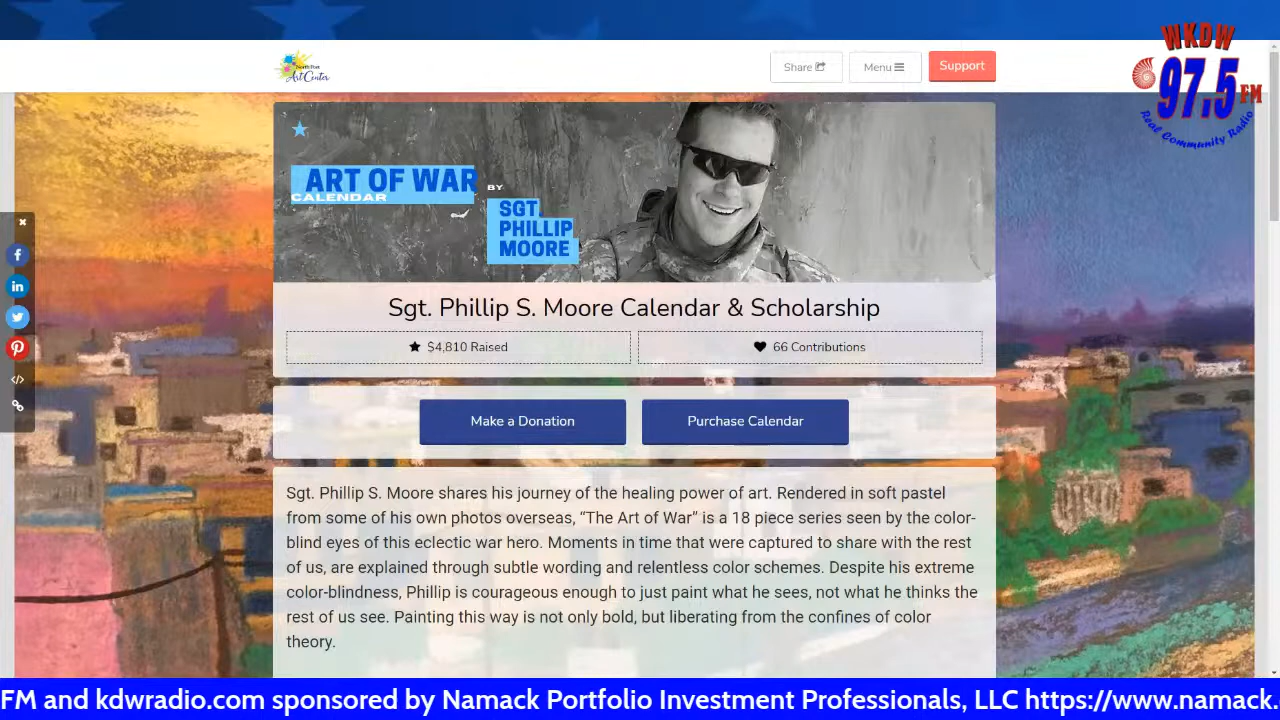 North Port
Art Center
Share
Menu
Support
WKDW
97.5 FM
Real Community Radio
ART OF WAR
CALENDAR
BY
SGT.
PHILLIP
MOORE
Sgt. Phillip S. Moore Calendar & Scholarship
$4,810 Raised
66 Contributions
Make a Donation
Purchase Calendar
Sgt. Phillip S. Moore shares his journey of the healing power of art. Rendered in soft pastel
from some of his own photos overseas, “The Art of War” is a 18 piece series seen by the color-
blind eyes of this eclectic war hero. Moments in time that were captured to share with the rest
of us, are explained through subtle wording and relentless color schemes. Despite his extreme
color-blindness, Phillip is courageous enough to just paint what he sees, not what he thinks the
rest of us see. Painting this way is not only bold, but liberating from the confines of color
theory.
FM and kdwradio.com sponsored by Namack Portfolio Investment Professionals, LLC https://www.namack.